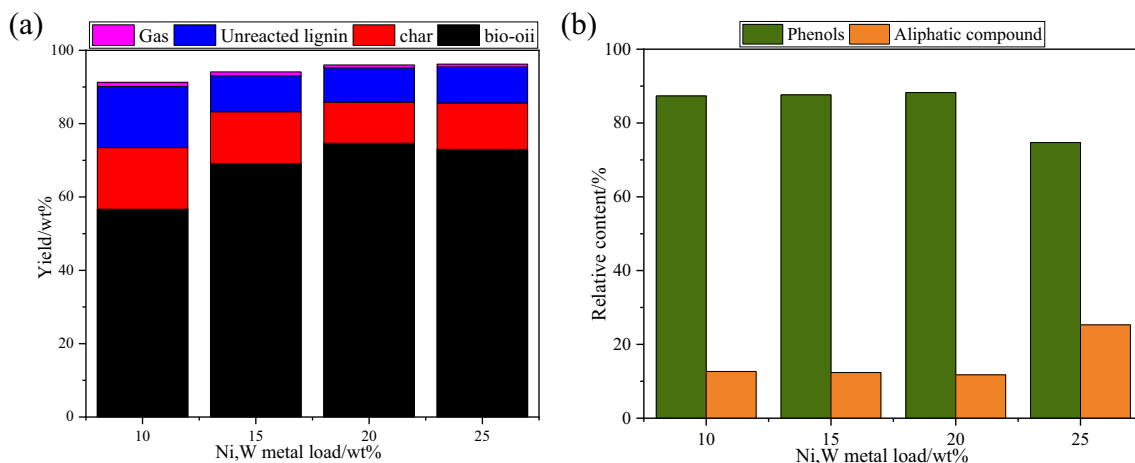 (a)
Gas Unreacted lignin char bio-oii
Yield/wt%
100
80
60
40
20
0
10 15 20 25
Ni,W metal load/wt%
(b)
Phenols Aliphatic compound
Relative content/%
100
80
60
40
20
0
10 15 20 25
Ni,W metal load/wt%